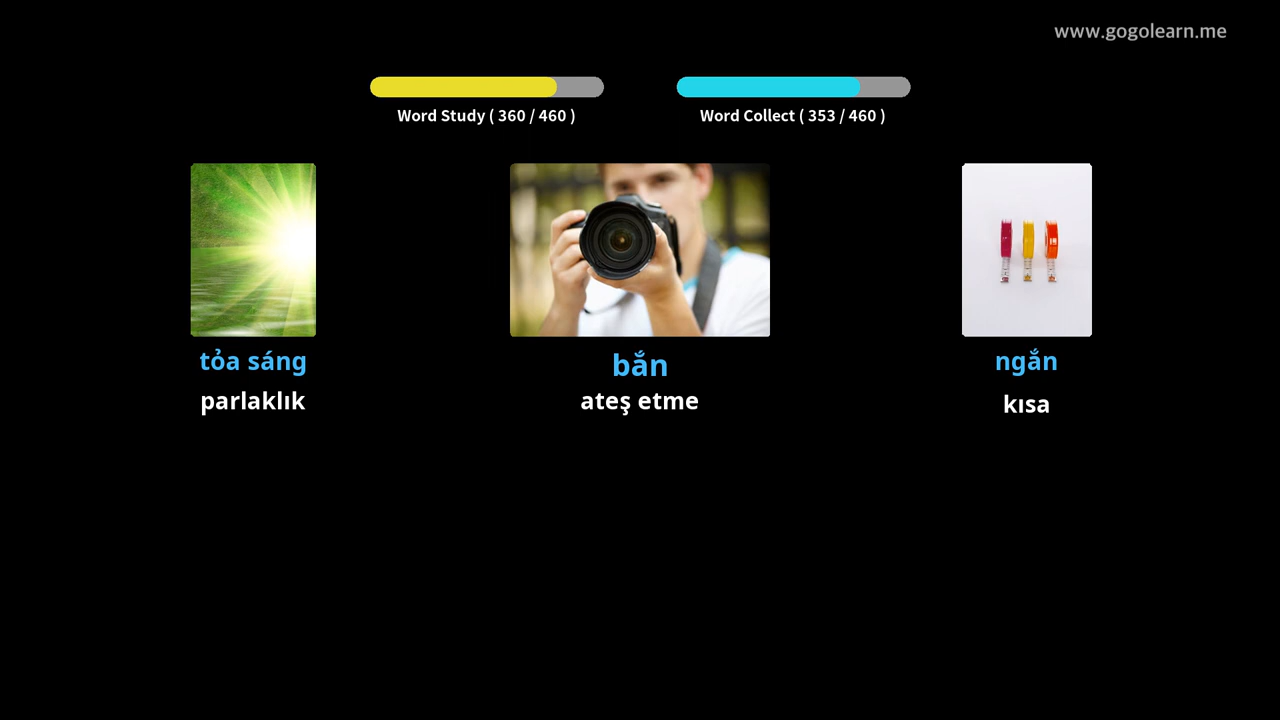 www.gogolearn.me
Word Study ( 360 / 460 )
Word Collect ( 353 / 460 )
tỏa sáng
parlaklık
bắn
ateş etme
ngắn
kısa